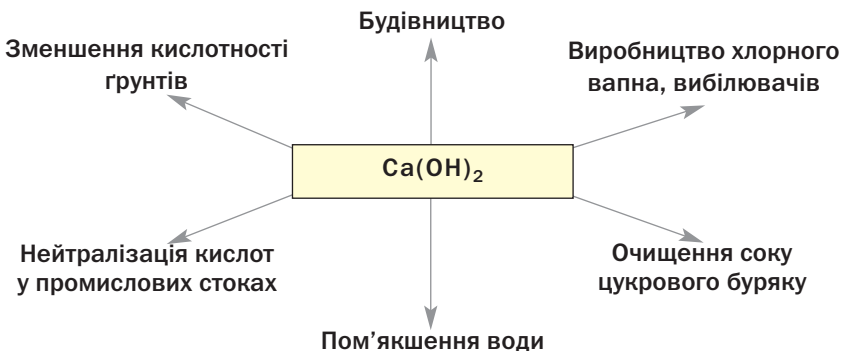 Будівництво
Зменшення кислотності
ґрунтів
Виробництво хлорного
вапна, вибілювачів
Ca(OH)₂
Нейтралізація кислот
у промислових стоках
Очищення соку
цукрового буряку
Пом’якшення води